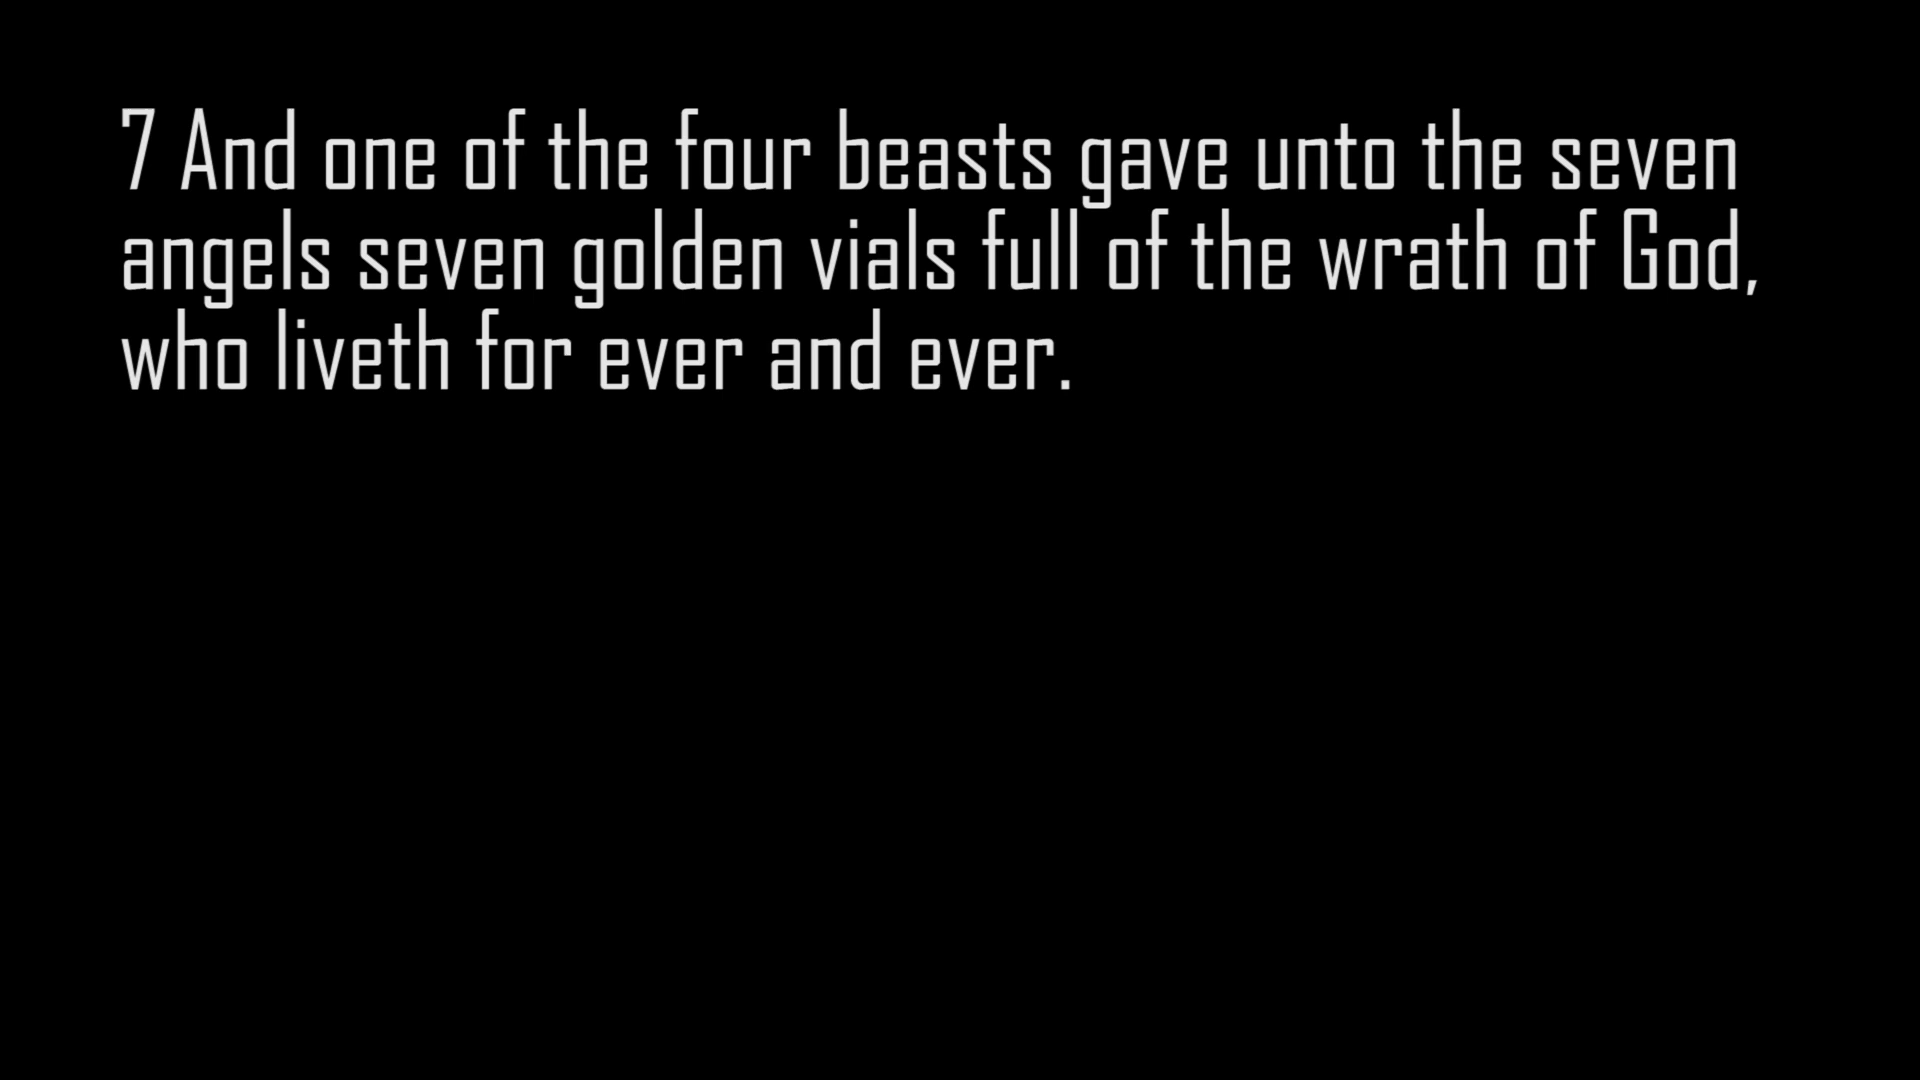 7 And one of the four beasts gave unto the seven
angels seven golden vials full of the wrath of God,
who liveth for ever and ever.